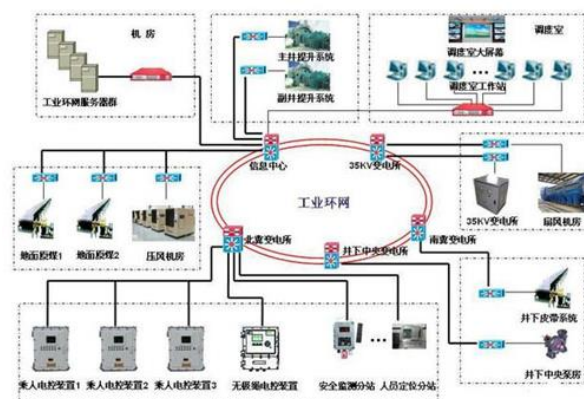 机 房
工业环网服务器群
主井提升系统
副井提升系统
调度室大屏幕
调度室
调度室工作站
信息中心
35KV变电所
工业环网
地面原煤1
地面原煤2
压风机房
35KV变电所
扇风机房
北翼变电所
井下中央变电所
南翼变电所
井下皮带系统
井下中央泵房
乘人电控装置1
乘人电控装置2
乘人电控装置3
无极绳电控装置
安全监测分站
人员定位分站